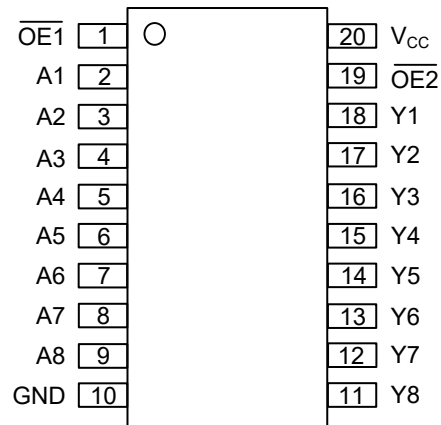 OE1 1 20 VCC
A1 2 19 OE2
A2 3 18 Y1
A3 4 17 Y2
A4 5 16 Y3
A5 6 15 Y4
A6 7 14 Y5
A7 8 13 Y6
A8 9 12 Y7
GND 10 11 Y8